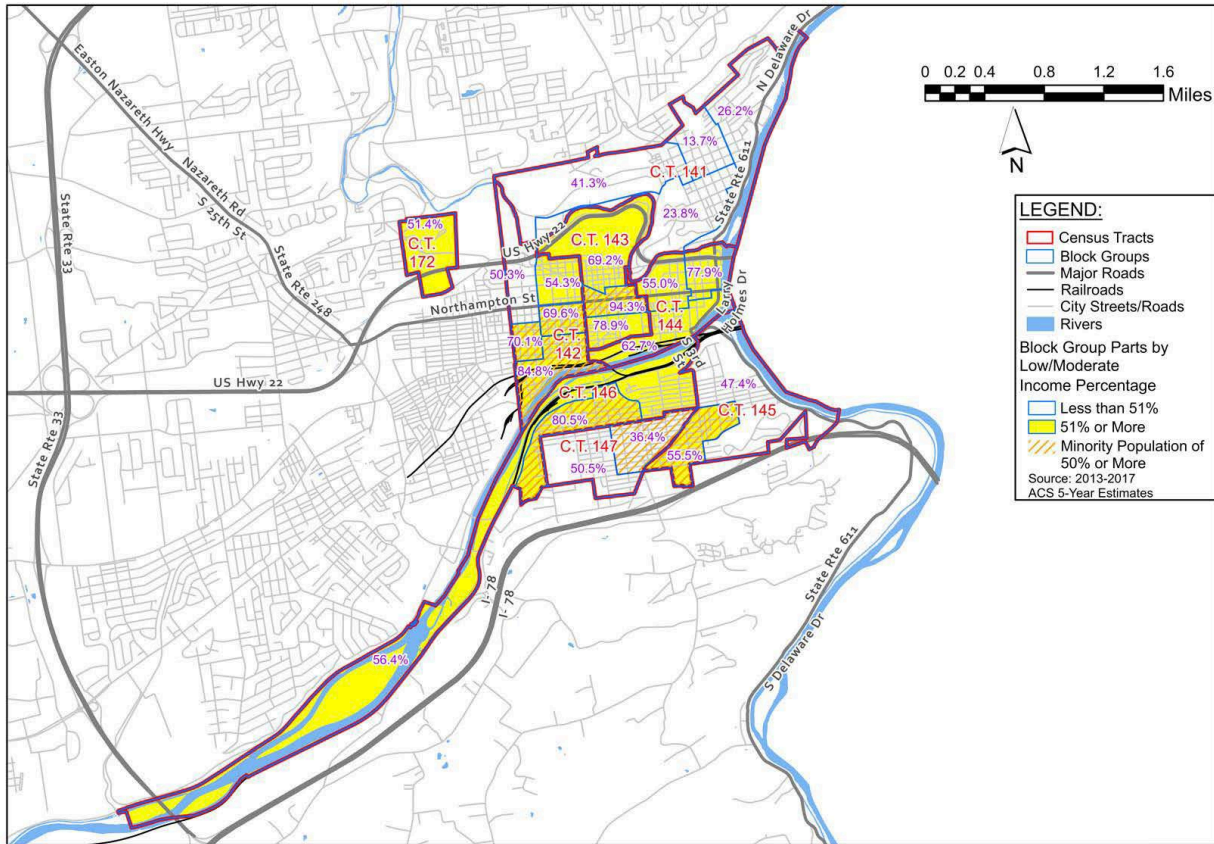 N Delaware Dr
Easton Nazareth Hwy
Nazareth Rd
S 25th St
State Rte 248
State Rte 33
26.2%
13.7%
C.T. 141
State Rte 611
41.3%
23.8%
51.4%
C.T.
172
US Hwy 22
C.T. 143
69.2%
50.3%
54.3%
55.0%
77.9%
Northampton St
94.3%
C.T.
144
69.6%
78.9%
Larry
Holmes Dr
70.1%
C.T.
142
62.7%
S 3rd
St
84.8%
US Hwy 22
47.4%
C.T. 146
C.T. 145
80.5%
36.4%
C.T. 147
55.5%
50.5%
State Rte 33
I- 78
I- 78
State Rte 611
S Delaware Dr
56.4%
0 0.2 0.4 0.8 1.2 1.6
Miles
N
LEGEND:
Census Tracts
Block Groups
Major Roads
Railroads
City Streets/Roads
Rivers
Block Group Parts by
Low/Moderate
Income Percentage
Less than 51%
51% or More
Minority Population of
50% or More
Source: 2013-2017
ACS 5-Year Estimates